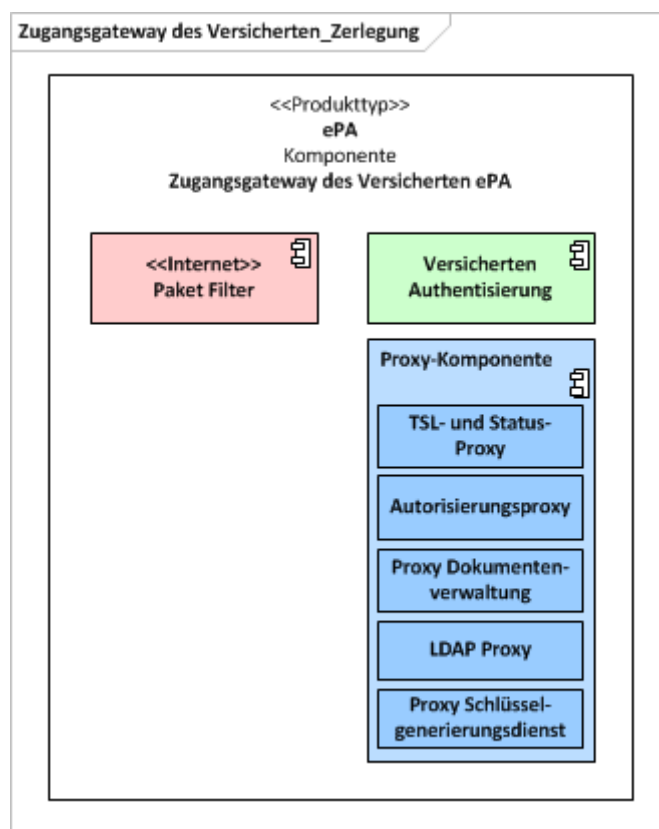 Zugangsgateway des Versicherten_Zerlegung
<<Produkttyp>>
ePA
Komponente
Zugangsgateway des Versicherten ePA
<<Internet>>
Paket Filter
Versicherten
Authentisierung
Proxy-Komponente
TSL- und Status-
Proxy
Autorisierungsproxy
Proxy Dokumenten-
verwaltung
LDAP Proxy
Proxy Schlüssel-
generierungsdienst